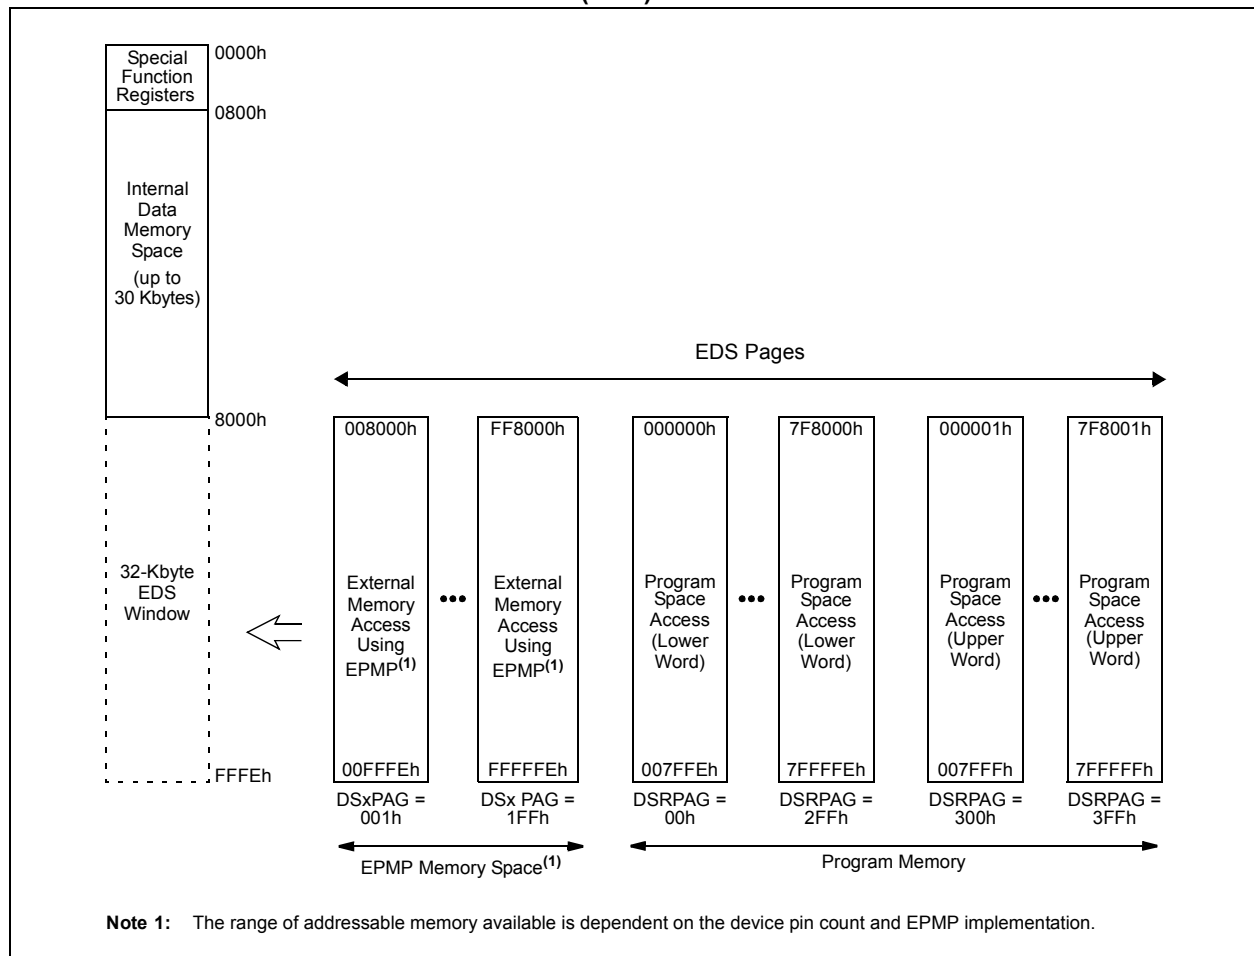 Special
Function
Registers
0000h
0800h
Internal
Data
Memory
Space
(up to
30 Kbytes)
8000h
32-Kbyte
EDS
Window
FFFEh
EDS Pages
008000h
External
Memory
Access
Using
EPMP(1)
00FFFEh
DSxPAG =
001h
•••
FF8000h
External
Memory
Access
Using
EPMP(1)
FFFFFEh
DSx PAG =
1FFh
000000h
Program
Space
Access
(Lower
Word)
007FFEh
DSRPAG =
00h
•••
7F8000h
Program
Space
Access
(Lower
Word)
7FFFFEh
DSRPAG =
2FFh
000001h
Program
Space
Access
(Upper
Word)
007FFFh
DSRPAG =
300h
•••
7F8001h
Program
Space
Access
(Upper
Word)
7FFFFFh
DSRPAG =
3FFh
EPMP Memory Space(1)
Program Memory
Note 1: The range of addressable memory available is dependent on the device pin count and EPMP implementation.